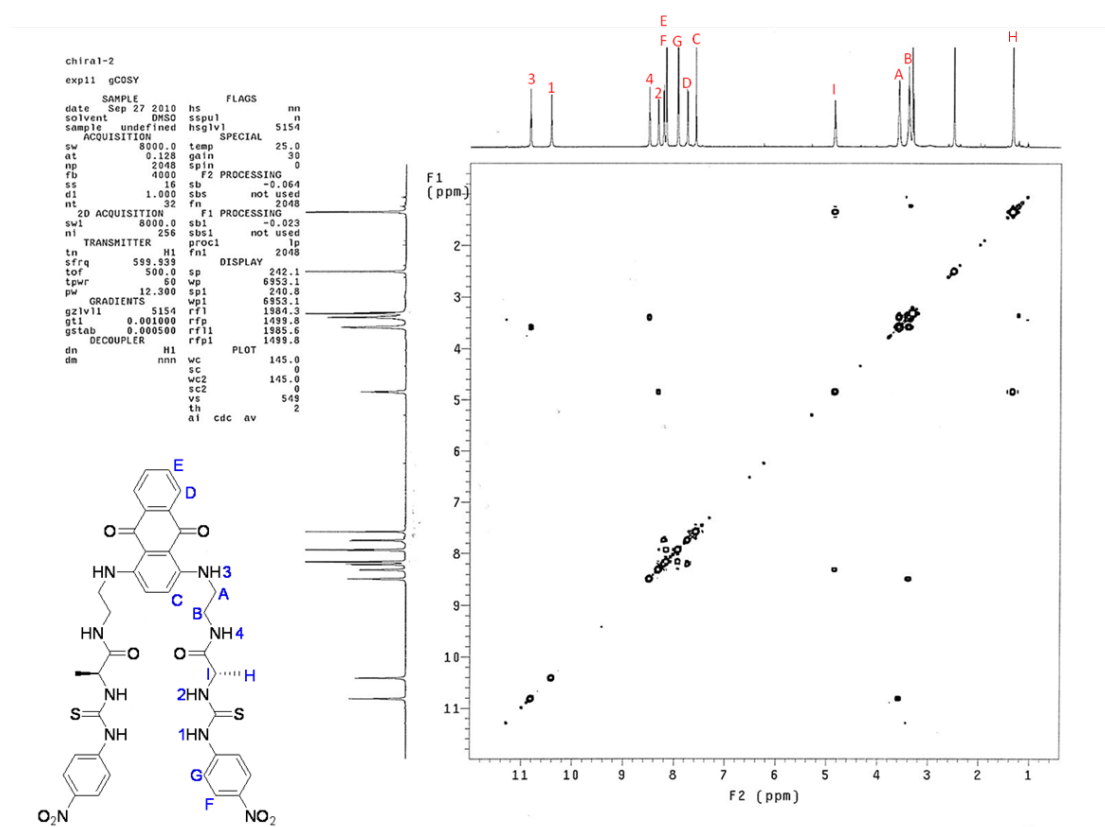 chiral-2
exp11 gCOSY
SAMPLE FLAGS
date Sep 27 2010 hs nn
solvent DMSO sspul n
sample undefined hsglvl 5154
ACQUISITION SPECIAL
sw 8000.0 temp 25.0
at 0.128 gain 30
np 2048 spin 0
fb 4000 F2 PROCESSING
ss 16 sb -0.064
d1 1.000 sbs not used
nt 32 fn 2048
2D ACQUISITION F1 PROCESSING
sw1 8000.0 sb1 -0.023
ni 256 sbs1 not used
TRANSMITTER proc1 lp
tn H1 fn1 2048
sfrq 599.939 DISPLAY
tof 500.0 sp 242.1
tpwr 60 wp 6953.1
pw 12.300 sp1 240.8
GRADIENTS wp1 6953.1
gzlvl1 5154 rfl 1984.3
gt1 0.001000 rfp 1499.8
gstab 0.000500 rfl1 1985.6
DECOUPLER rfp1 1499.8
dn H1 PLOT
dm nnn wc 145.0
sc 0
wc2 145.0
sc2 0
vs 549
th 2
ai cdc av
E
3 1 4 2 F G D C I A B H
F1
(ppm)
2
3
4
5
6
7
8
9
10
11
11 10 9 8 7 6 5 4 3 2 1
F2 (ppm)
E
D
O O
HN NH3
C A
B
HN NH4
O O
I H
NH 2HN
S S
NH 1HN
G
F
O2N NO2